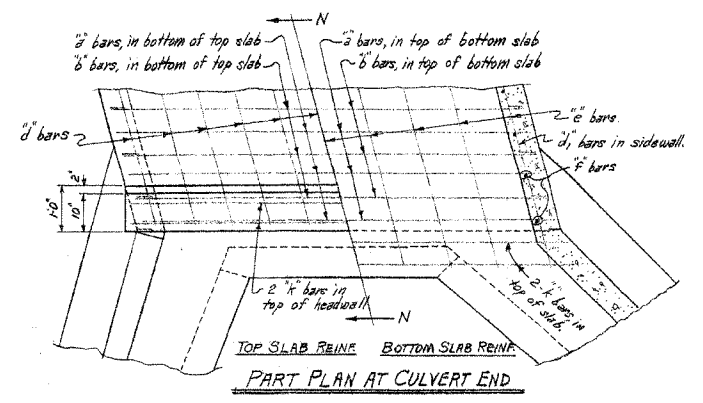 N
"a" bars, in bottom of top slab
"a" bars, in top of bottom slab
"b" bars, in bottom of top slab
"b" bars, in top of bottom slab
"d" bars
"e" bars.
"d1" bars in sidewall.
"f" bars
2"
1'-0"
10"
2 "k" bars in
top of headwall
2-"k" bars, in
top of slab.
N
TOP SLAB REINF.
BOTTOM SLAB REINF.
PART PLAN AT CULVERT END